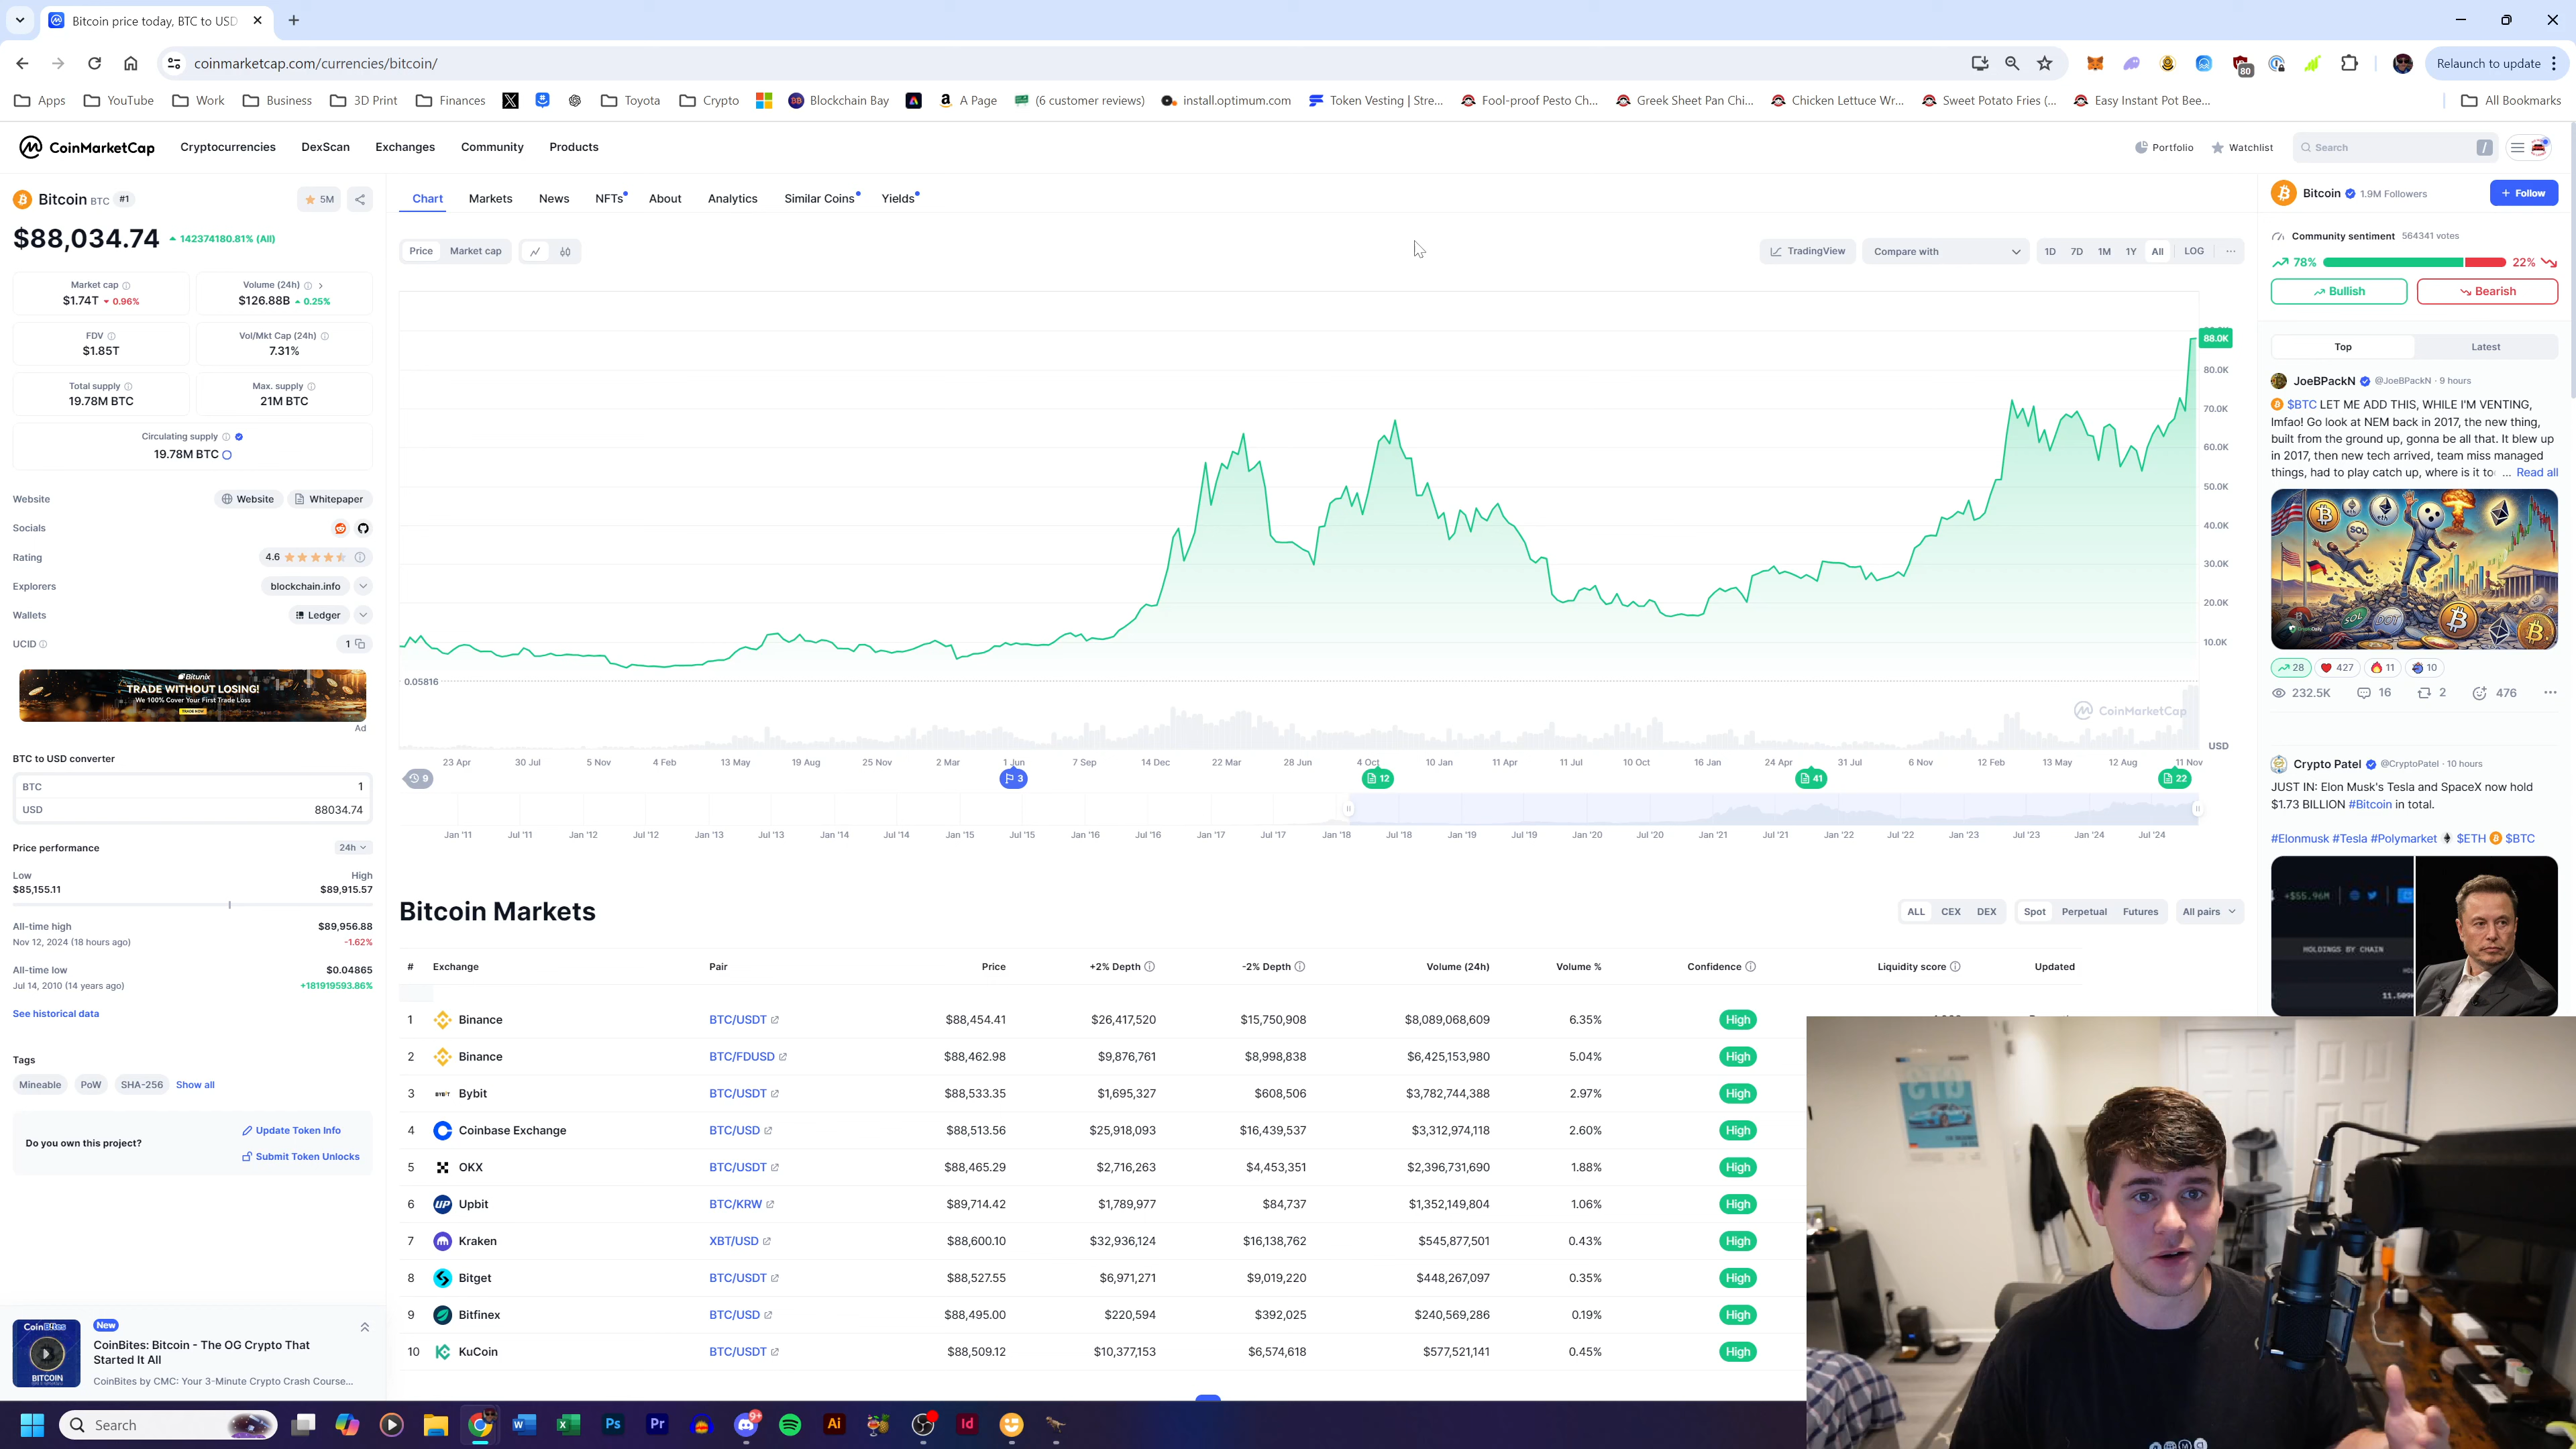 Bitcoin price today, BTC to USD
coinmarketcap.com/currencies/bitcoin/
80
Relaunch to update
Apps YouTube Work Business 3D Print Finances Toyota Crypto Blockchain Bay A Page (6 customer reviews) install.optimum.com Token Vesting | Stre... Fool-proof Pesto Ch... Greek Sheet Pan Chi... Chicken Lettuce Wr... Sweet Potato Fries (... Easy Instant Pot Bee... All Bookmarks
CoinMarketCap Cryptocurrencies DexScan Exchanges Community Products Portfolio Watchlist Search /
Bitcoin BTC #1 5M
$88,034.74 142374180.81% (All)
Market cap Volume (24h)
$1.74T 0.96% $126.88B 0.25%
FDV Vol/Mkt Cap (24h)
$1.85T 7.31%
Total supply Max. supply
19.78M BTC 21M BTC
Circulating supply
19.78M BTC
Website Website Whitepaper
Socials
Rating 4.6
Explorers blockchain.info
Wallets Ledger
UCID 1
Bitunix
TRADE WITHOUT LOSING!
We 100% Cover Your First Trade Loss
TRADE NOW
Ad
BTC to USD converter
BTC 1
USD 88034.74
Price performance 24h
Low High
$85,155.11 $89,915.57
All-time high $89,956.88
Nov 12, 2024 (18 hours ago) -1.62%
All-time low $0.04865
Jul 14, 2010 (14 years ago) +181919593.86%
See historical data
Tags
Mineable PoW SHA-256 Show all
Do you own this project?
Update Token Info
Submit Token Unlocks
CoinBites
BITCOIN
New
CoinBites: Bitcoin - The OG Crypto That
Started It All
CoinBites by CMC: Your 3-Minute Crypto Crash Course...
Chart Markets News NFTs About Analytics Similar Coins Yields
Price Market cap TradingView Compare with 1D 7D 1M 1Y All LOG
88.0K
80.0K
70.0K
60.0K
50.0K
40.0K
30.0K
20.0K
10.0K
0.05816
CoinMarketCap
USD
23 Apr 30 Jul 5 Nov 4 Feb 13 May 19 Aug 25 Nov 2 Mar 1 Jun 7 Sep 14 Dec 22 Mar 28 Jun 4 Oct 10 Jan 11 Apr 11 Jul 10 Oct 16 Jan 24 Apr 31 Jul 6 Nov 12 Feb 13 May 12 Aug 11 Nov
9 3 12 41 22
Jan '11 Jul '11 Jan '12 Jul '12 Jan '13 Jul '13 Jan '14 Jul '14 Jan '15 Jul '15 Jan '16 Jul '16 Jan '17 Jul '17 Jan '18 Jul '18 Jan '19 Jul '19 Jan '20 Jul '20 Jan '21 Jul '21 Jan '22 Jul '22 Jan '23 Jul '23 Jan '24 Jul '24
Bitcoin Markets ALL CEX DEX Spot Perpetual Futures All pairs
# Exchange Pair Price +2% Depth -2% Depth Volume (24h) Volume % Confidence Liquidity score Updated
1 Binance BTC/USDT $88,454.41 $26,417,520 $15,750,908 $8,089,068,609 6.35% High
2 Binance BTC/FDUSD $88,462.98 $9,876,761 $8,998,838 $6,425,153,980 5.04% High
3 Bybit BTC/USDT $88,533.35 $1,695,327 $608,506 $3,782,744,388 2.97% High
4 Coinbase Exchange BTC/USD $88,513.56 $25,918,093 $16,439,537 $3,312,974,118 2.60% High
5 OKX BTC/USDT $88,465.29 $2,716,263 $4,453,351 $2,396,731,690 1.88% High
6 Upbit BTC/KRW $89,714.42 $1,789,977 $84,737 $1,352,149,804 1.06% High
7 Kraken XBT/USD $88,600.10 $32,936,124 $16,138,762 $545,877,501 0.43% High
8 Bitget BTC/USDT $88,527.55 $6,971,271 $9,019,220 $448,267,097 0.35% High
9 Bitfinex BTC/USD $88,495.00 $220,594 $392,025 $240,569,286 0.19% High
10 KuCoin BTC/USDT $88,509.12 $10,377,153 $6,574,618 $577,521,141 0.45% High
Bitcoin 1.9M Followers + Follow
Community sentiment 564341 votes
78% 22%
Bullish Bearish
Top Latest
JoeBPackN @JoeBPackN · 9 hours
$BTC LET ME ADD THIS, WHILE I'M VENTING,
lmfao! Go look at NEM back in 2017, the new thing,
built from the ground up, gonna be all that. It blew up
in 2017, then new tech arrived, team miss managed
things, had to play catch up, where is it to ... Read all
28 427 11 10
232.5K 16 2 476
Crypto Patel @CryptoPatel · 10 hours
JUST IN: Elon Musk's Tesla and SpaceX now hold
$1.73 BILLION #Bitcoin in total.
#Elonmusk #Tesla #Polymarket $ETH $BTC
+$55.96M
HOLDINGS BY CHAIN
Search